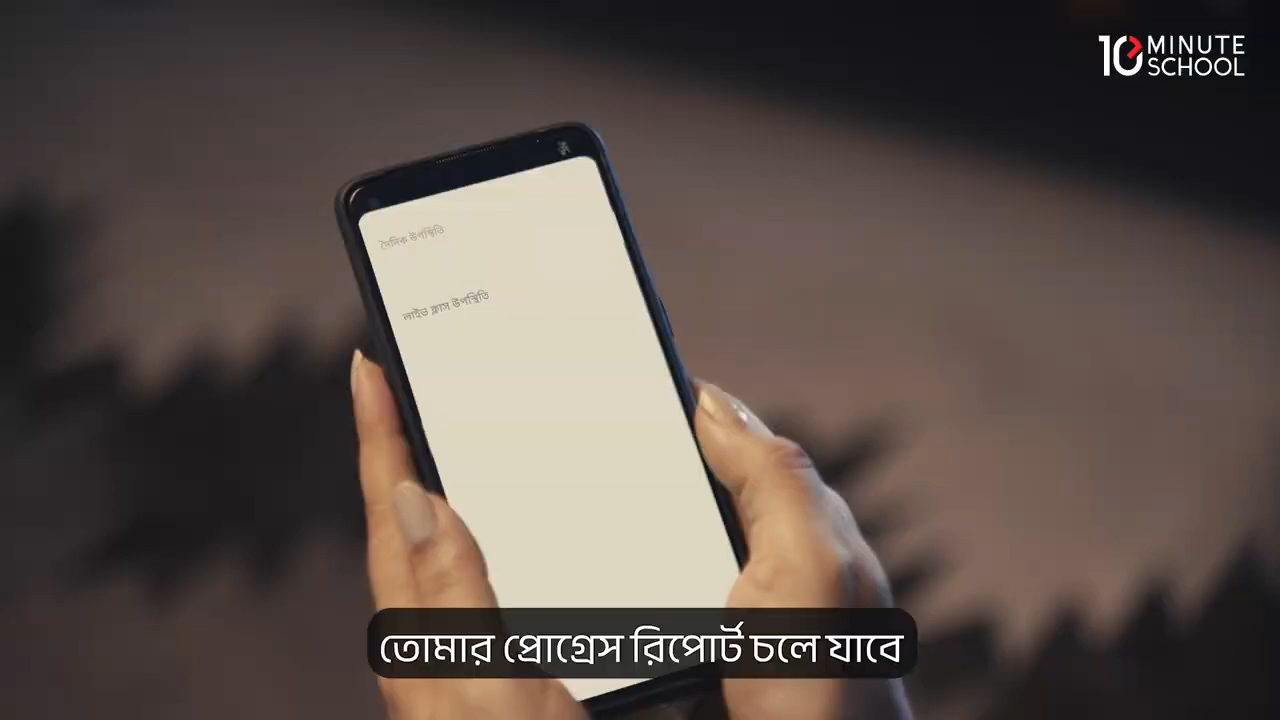 10 MINUTE
SCHOOL
দৈনিক উপস্থিতি
লাইভ ক্লাস উপস্থিতি
তোমার প্রোগ্রেস রিপোর্ট চলে যাবে